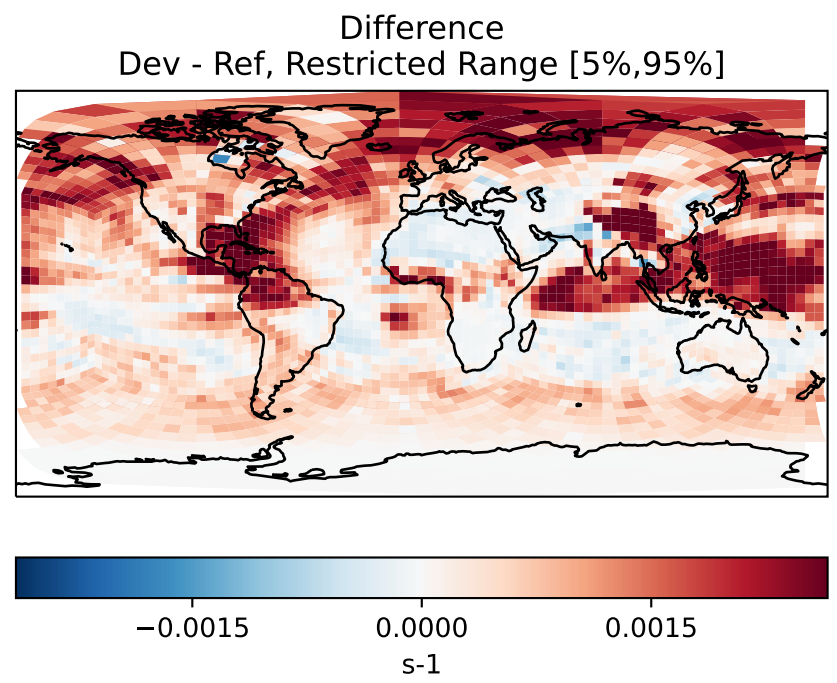 Difference
Dev - Ref, Restricted Range [5%,95%]
−0.0015 0.0000 0.0015
s-1